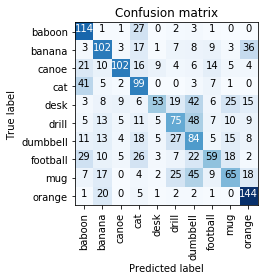 Confusion matrix
baboon 114 1 1 27 0 2 3 1 0 0
banana 3 102 3 17 1 7 8 9 3 36
canoe 21 10 102 16 9 4 6 14 5 4
cat 41 5 2 99 0 0 3 7 1 0
desk 3 8 9 6 53 19 42 6 25 15
drill 5 13 5 11 5 75 48 7 10 9
dumbbell 11 13 4 18 5 27 84 5 15 8
football 29 10 5 26 3 7 22 59 18 2
mug 7 17 0 4 2 25 45 9 65 18
orange 1 20 0 5 1 2 2 1 0 144
baboon banana canoe cat desk drill dumbbell football mug orange
True label
Predicted label